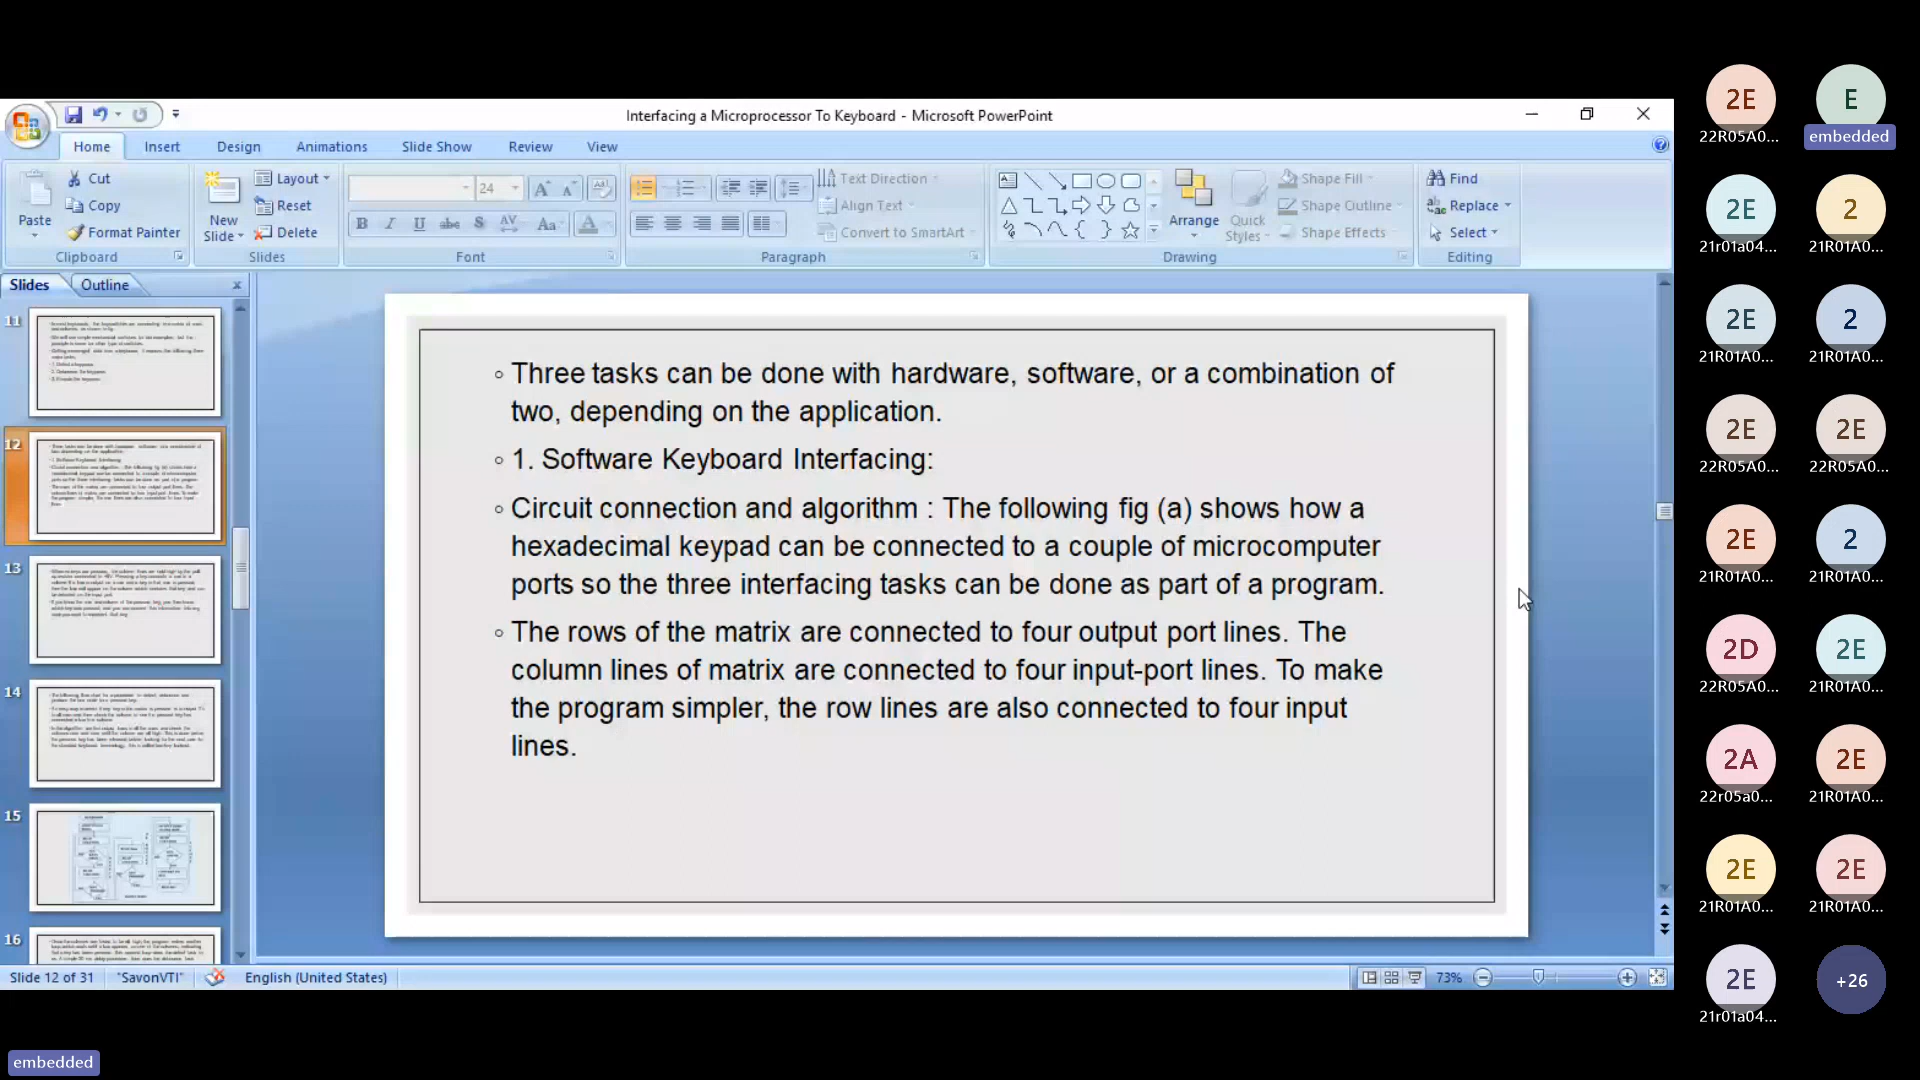 Interfacing a Microprocessor To Keyboard - Microsoft PowerPoint
Home Insert Design Animations Slide Show Review View
Paste
Cut
Copy
Format Painter
Clipboard
New Slide
Layout
Reset
Delete
Slides
24
Font
Paragraph
Text Direction
Align Text
Convert to SmartArt
Arrange
Quick Styles
Shape Fill
Shape Outline
Shape Effects
Drawing
Find
Replace
Select
Editing
Slides Outline
11
12
13
14
15
16
Three tasks can be done with hardware, software, or a combination of
two, depending on the application.
1. Software Keyboard Interfacing:
Circuit connection and algorithm : The following fig (a) shows how a
hexadecimal keypad can be connected to a couple of microcomputer
ports so the three interfacing tasks can be done as part of a program.
The rows of the matrix are connected to four output port lines. The
column lines of matrix are connected to four input-port lines. To make
the program simpler, the row lines are also connected to four input
lines.
Slide 12 of 31 "SavonVTI" English (United States) 73%
embedded
2E E
22R05A0... embedded
2E 2
21r01a04... 21R01A0...
2E 2
21R01A0... 21R01A0...
2E 2E
22R05A0... 22R05A0...
2E 2
21R01A0... 21R01A0...
2D 2E
22R05A0... 21R01A0...
2A 2E
22r05a0... 21R01A0...
2E 2E
21R01A0... 21R01A0...
2E +26
21r01a04...